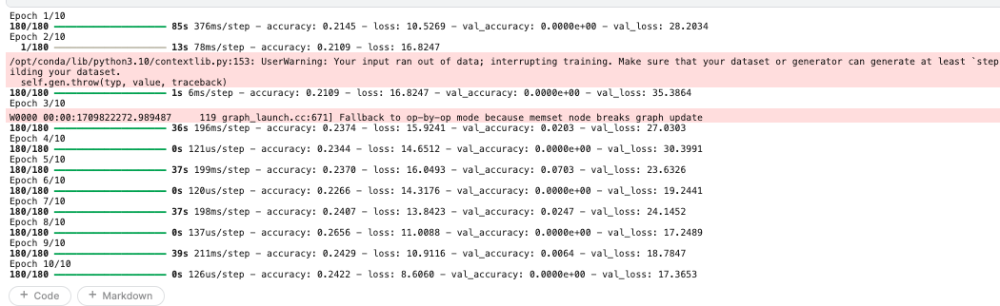 Epoch 1/10
180/180 ━━━━━━━━━━━━━━━━━━━━ 85s 376ms/step - accuracy: 0.2145 - loss: 10.5269 - val_accuracy: 0.0000e+00 - val_loss: 28.2034
Epoch 2/10
1/180 ━━━━━━━━━━━━━━━━━━━━ 13s 78ms/step - accuracy: 0.2109 - loss: 16.8247
/opt/conda/lib/python3.10/contextlib.py:153: UserWarning: Your input ran out of data; interrupting training. Make sure that your dataset or generator can generate at least `step
ilding your dataset.
self.gen.throw(typ, value, traceback)
180/180 ━━━━━━━━━━━━━━━━━━━━ 1s 6ms/step - accuracy: 0.2109 - loss: 16.8247 - val_accuracy: 0.0000e+00 - val_loss: 35.3864
Epoch 3/10
W0000 00:00:1709822272.989487 119 graph_launch.cc:671] Fallback to op-by-op mode because memset node breaks graph update
180/180 ━━━━━━━━━━━━━━━━━━━━ 36s 196ms/step - accuracy: 0.2374 - loss: 15.9241 - val_accuracy: 0.0203 - val_loss: 27.0303
Epoch 4/10
180/180 ━━━━━━━━━━━━━━━━━━━━ 0s 121us/step - accuracy: 0.2344 - loss: 14.6512 - val_accuracy: 0.0000e+00 - val_loss: 30.3991
Epoch 5/10
180/180 ━━━━━━━━━━━━━━━━━━━━ 37s 199ms/step - accuracy: 0.2370 - loss: 16.0493 - val_accuracy: 0.0703 - val_loss: 23.6326
Epoch 6/10
180/180 ━━━━━━━━━━━━━━━━━━━━ 0s 120us/step - accuracy: 0.2266 - loss: 14.3176 - val_accuracy: 0.0000e+00 - val_loss: 19.2441
Epoch 7/10
180/180 ━━━━━━━━━━━━━━━━━━━━ 37s 198ms/step - accuracy: 0.2407 - loss: 13.8423 - val_accuracy: 0.0247 - val_loss: 24.1452
Epoch 8/10
180/180 ━━━━━━━━━━━━━━━━━━━━ 0s 137us/step - accuracy: 0.2656 - loss: 11.0088 - val_accuracy: 0.0000e+00 - val_loss: 17.2489
Epoch 9/10
180/180 ━━━━━━━━━━━━━━━━━━━━ 39s 211ms/step - accuracy: 0.2429 - loss: 10.9116 - val_accuracy: 0.0064 - val_loss: 18.7847
Epoch 10/10
180/180 ━━━━━━━━━━━━━━━━━━━━ 0s 126us/step - accuracy: 0.2422 - loss: 8.6060 - val_accuracy: 0.0000e+00 - val_loss: 17.3653
+ Code + Markdown